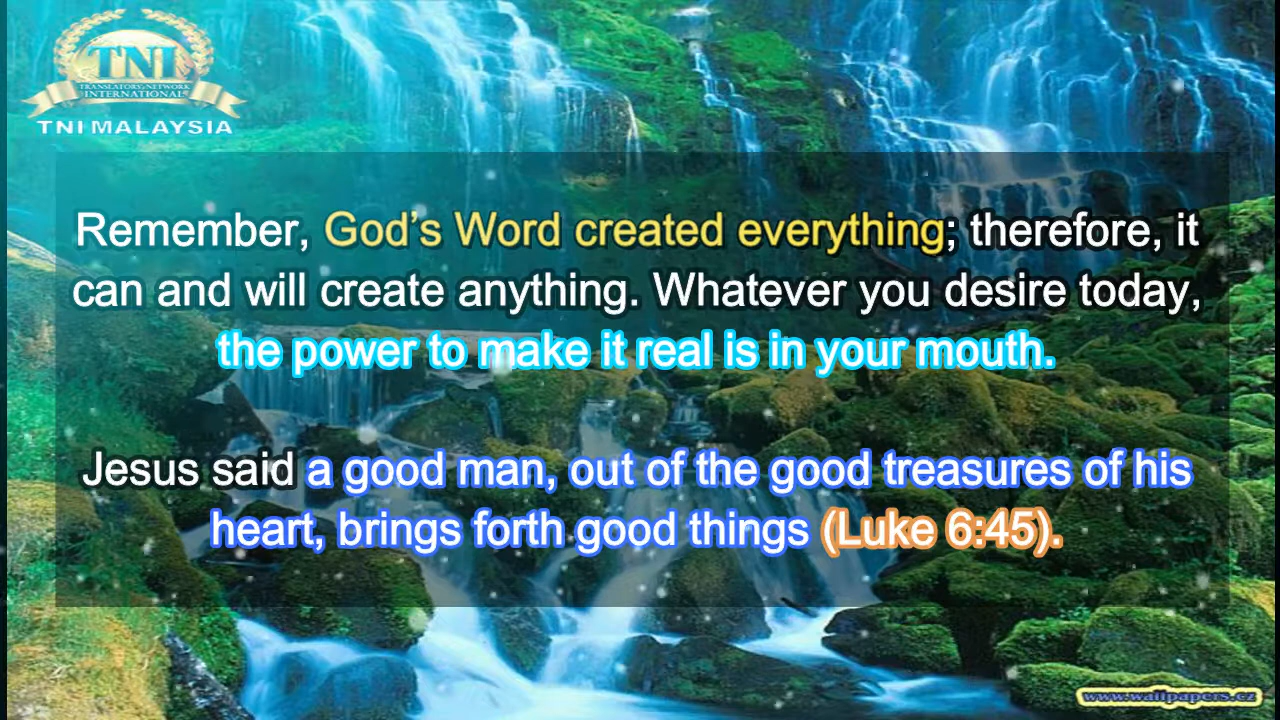 TNI
TRANSLATORS NETWORK
INTERNATIONAL
TNI MALAYSIA
Remember, God’s Word created everything; therefore, it
can and will create anything. Whatever you desire today,
the power to make it real is in your mouth.
Jesus said a good man, out of the good treasures of his
heart, brings forth good things (Luke 6:45).
www.wallpapers.cz